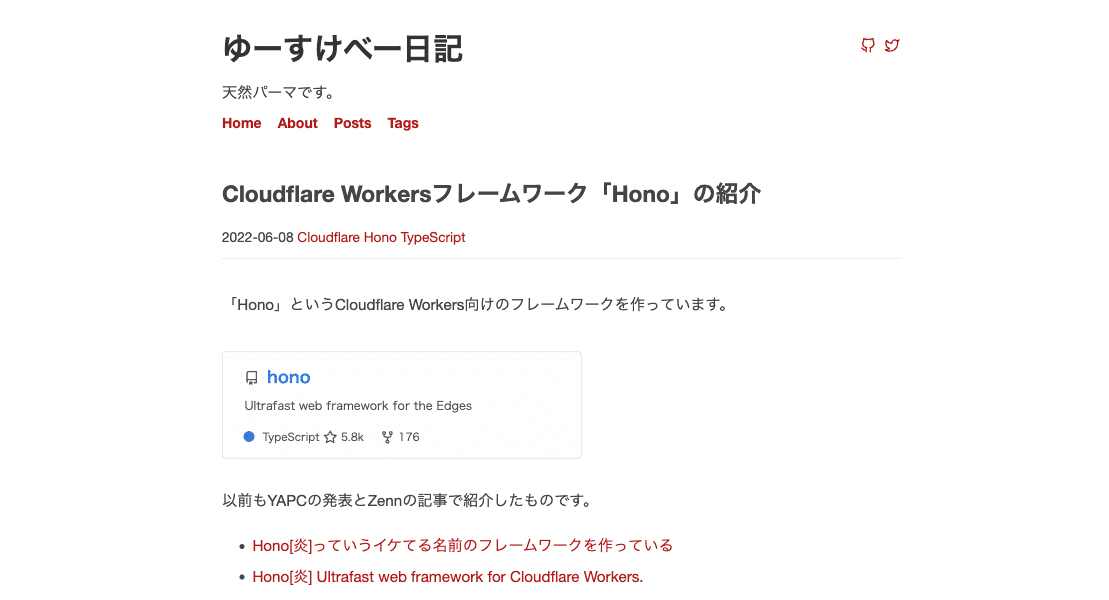 ゆーすけべー日記
天然パーマです。
Home About Posts Tags
Cloudflare Workersフレームワーク「Hono」の紹介
2022-06-08 Cloudflare Hono TypeScript
「Hono」というCloudflare Workers向けのフレームワークを作っています。
hono
Ultrafast web framework for the Edges
TypeScript 5.8k 176
以前もYAPCの発表とZennの記事で紹介したものです。
• Hono[炎]っていうイケてる名前のフレームワークを作っている
• Hono[炎] Ultrafast web framework for Cloudflare Workers.